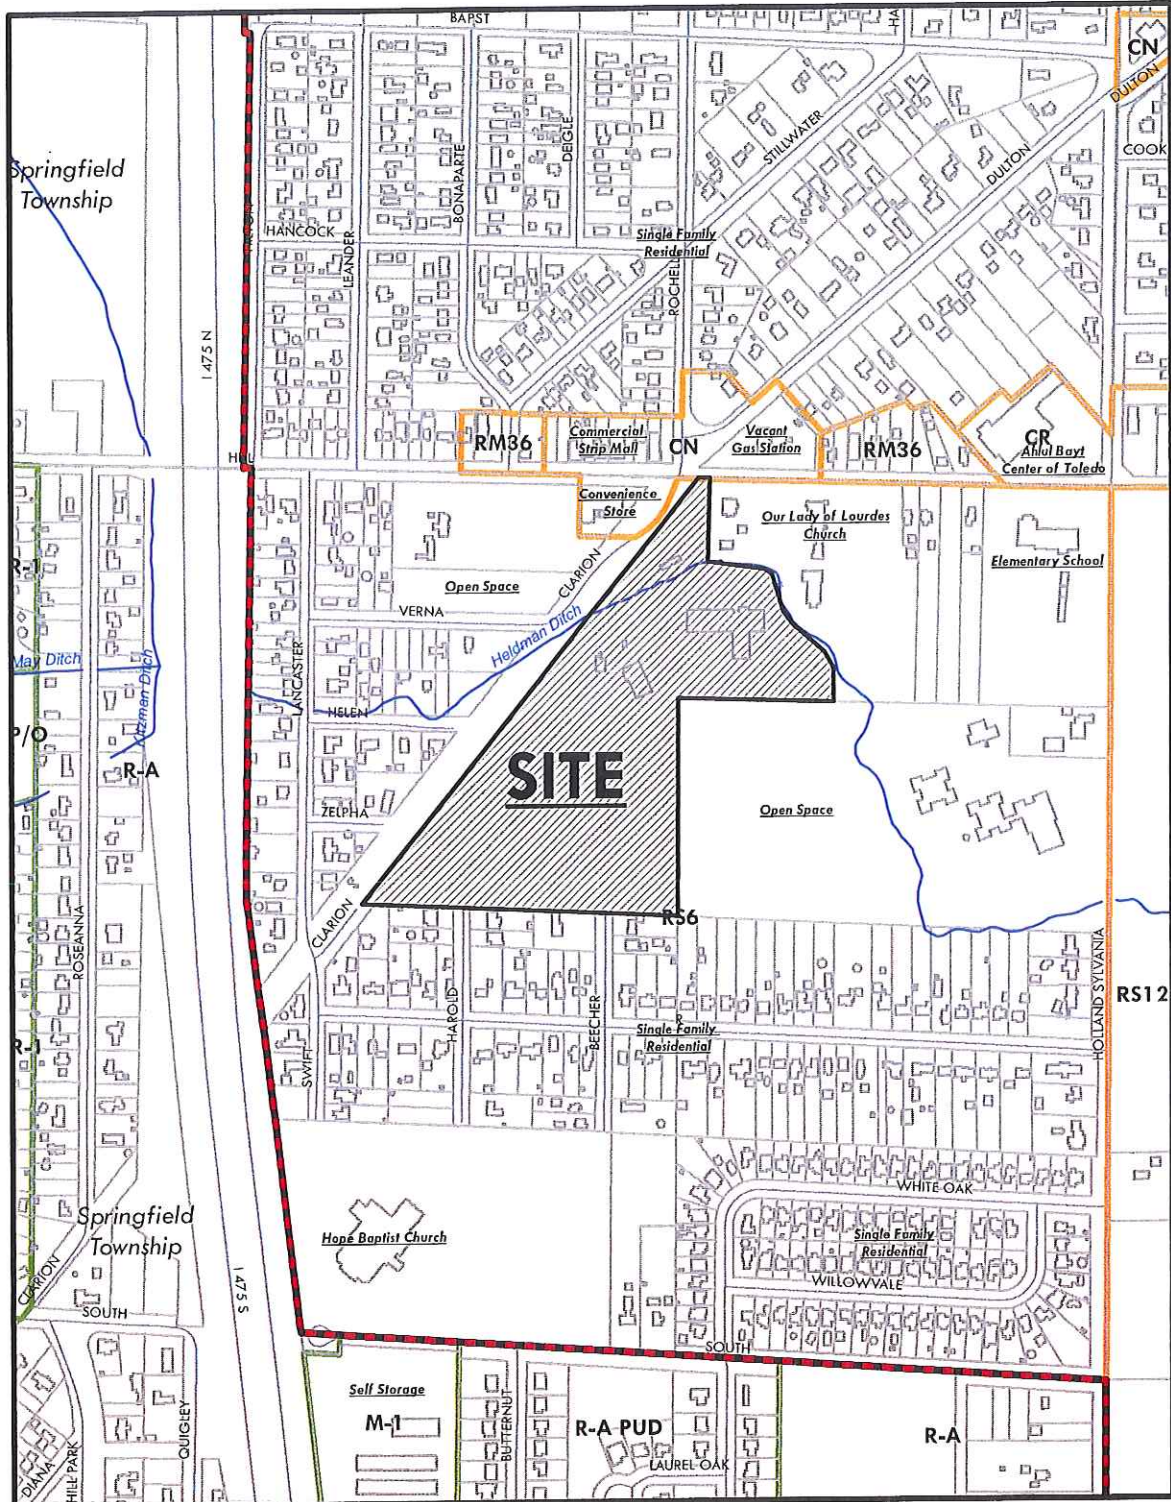 BAPST
CN
DULTON
COOK
Springfield
Township
HANCOCK
LEANDER
BONAPARTE
DEIGLE
STILLWATER
DULTON
Single Family
Residential
I 475 N
RM36
Commercial
Strip Mall
CN
Vacant
Gas Station
RM36
CR
Ahlul Bayt
Center of Toledo
Convenience
Store
Our Lady of Lourdes
Church
Elementary School
R-1
Open Space
CLARION
VERNA
Heldman Ditch
May Ditch
Kitzman Ditch
LANCASTER
HELEN
R-A
SITE
ZELPHA
Open Space
CLARION
RS6
ROSEANNA
HAROLD
BEECHER
Single Family
Residential
HOLLAND SYLVANIA
RS12
SWIFT
WHITE OAK
Springfield
Township
Hope Baptist Church
Single Family
Residential
WILLOWVALE
CLARION
SOUTH
I 475 S
SOUTH
Self Storage
M-1
QUIGLEY
BUTTERNUT
R-A PUD
LAUREL OAK
R-A
DIANA
HILL PARK